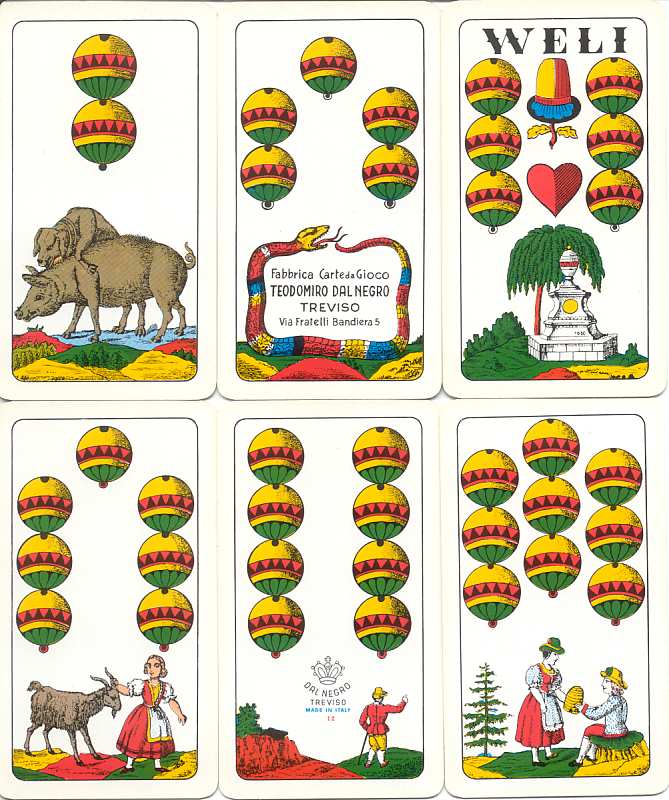 WELI
Fabbrica Carte da Gioco
TEODOMIRO DAL NEGRO
TREVISO
Via Fratelli Bandiera 5
DAL NEGRO
TREVISO
MADE IN ITALY
12